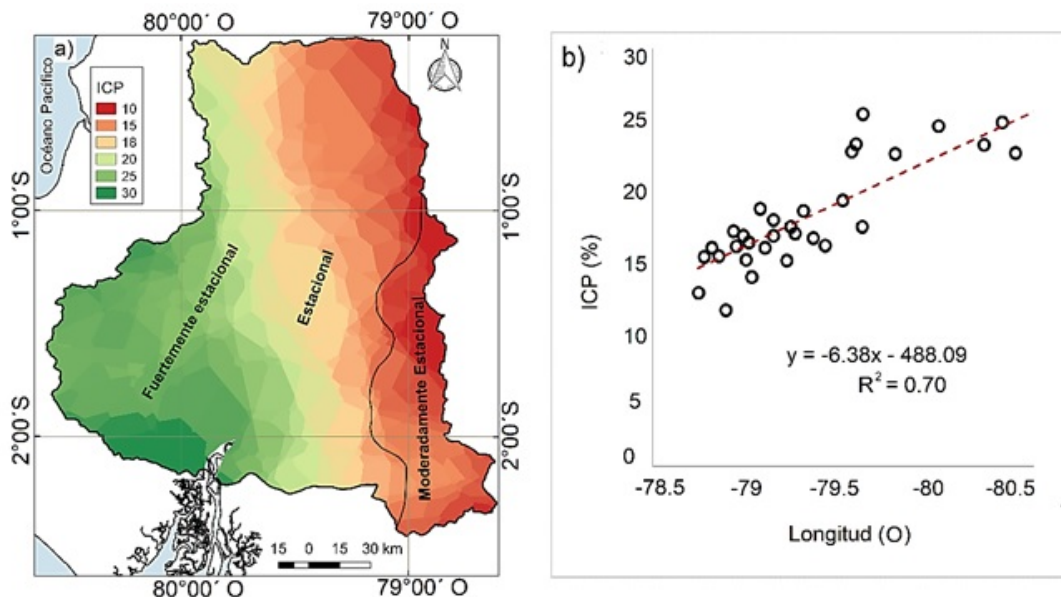 80°00´ O
79°00´ O
a)
N
Océano Pacífico
ICP
10
15
18
20
25
30
1°00´S
1°00´S
Fuertemente estacional
Estacional
Moderadamente Estacional
2°00´S
2°00´S
15 0 15 30 km
80°00´ O
79°00´ O
b)
30
25
20
15
10
5
0
ICP (%)
y = -6.38x - 488.09
R² = 0.70
-78.5 -79 -79.5 -80 -80.5
Longitud (O)